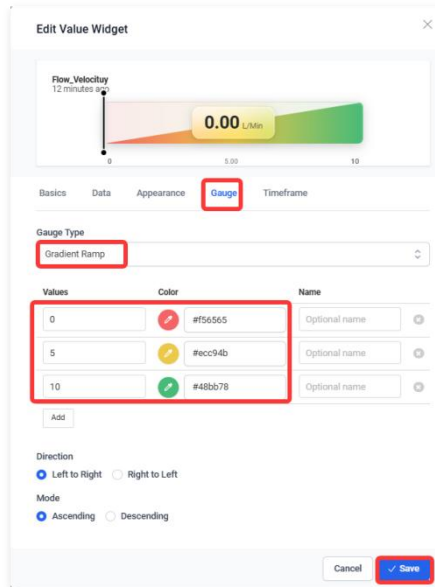 Edit Value Widget
Flow_Velocituy
12 minutes ago
0.00 L/Min
0 5.00 10
Basics Data Appearance Gauge Timeframe
Gauge Type
Gradient Ramp
Values Color Name
0 #f56565 Optional name
5 #ecc94b Optional name
10 #48bb78 Optional name
Add
Direction
Left to Right Right to Left
Mode
Ascending Descending
Cancel Save